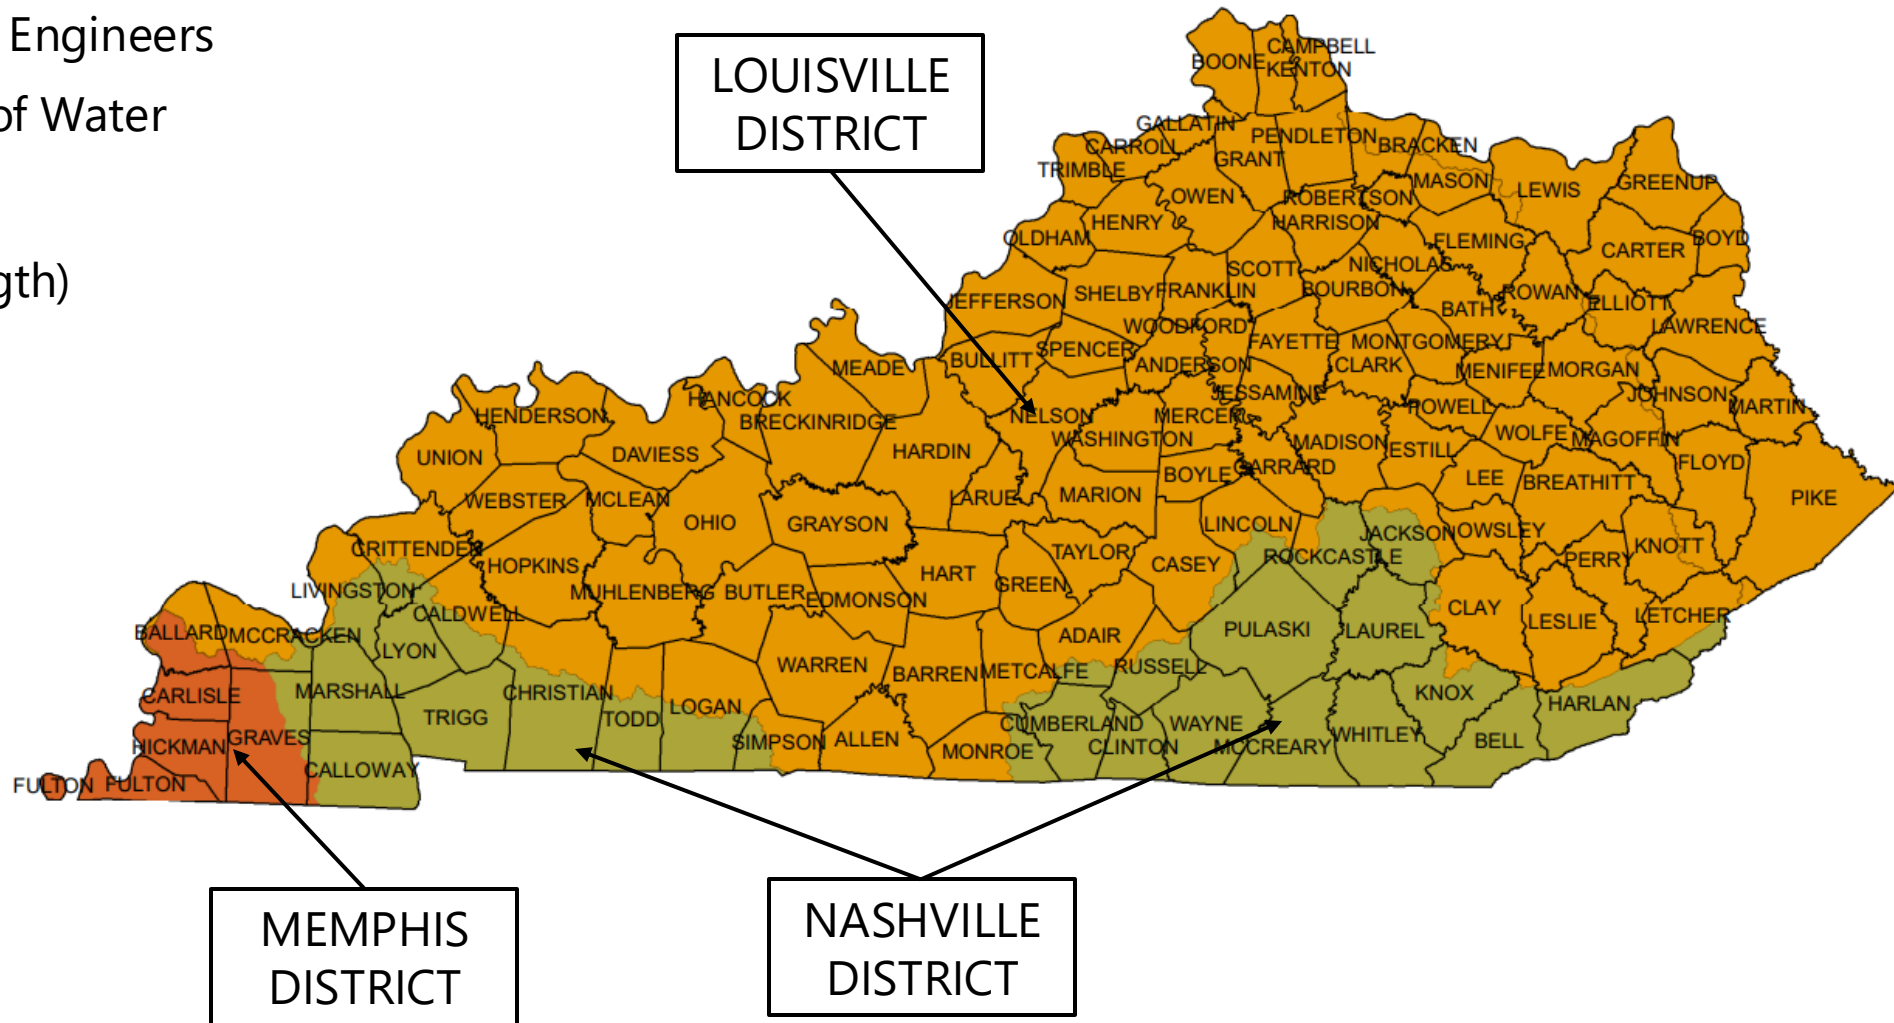 Engineers
of Water
gth)
LOUISVILLE
DISTRICT
MEMPHIS
DISTRICT
NASHVILLE
DISTRICT
BOONE
CAMPBELL
KENTON
GALLATIN
PENDLETON
CARROLL
BRACKEN
GRANT
TRIMBLE
MASON
LEWIS
GREENUP
OWEN
ROBERTSON
HENRY
HARRISON
OLDHAM
FLEMING
CARTER
BOYD
SCOTT
NICHOLAS
JEFFERSON
SHELBY
FRANKLIN
BOURBON
ROWAN
ELLIOTT
BATH
WOODFORD
LAWRENCE
SPENCER
FAYETTE
MONTGOMERY
BULLITT
ANDERSON
CLARK
MEADE
MENIFEE
MORGAN
JESSAMINE
JOHNSON
HANCOCK
POWELL
MARTIN
HENDERSON
BRECKINRIDGE
NELSON
MERCER
WASHINGTON
MADISON
WOLFE
MAGOFFIN
UNION
DAVIESS
HARDIN
ESTILL
GARRARD
BOYLE
FLOYD
LEE
BREATHITT
WEBSTER
MCLEAN
LARUE
MARION
PIKE
OHIO
GRAYSON
LINCOLN
JACKSON
OWSLEY
CRITTENDEN
TAYLOR
ROCKCASTLE
KNOTT
HOPKINS
CASEY
PERRY
HART
GREEN
LIVINGSTON
MUHLENBERG
BUTLER
EDMONSON
CALDWELL
CLAY
LESLIE
LETCHER
BALLARD
MCCRACKEN
ADAIR
PULASKI
LAUREL
LYON
WARREN
BARREN
METCALFE
RUSSELL
CARLISLE
MARSHALL
CHRISTIAN
KNOX
HARLAN
TRIGG
TODD
LOGAN
CUMBERLAND
WAYNE
HICKMAN
GRAVES
SIMPSON
ALLEN
MONROE
CLINTON
MCCREARY
WHITLEY
BELL
CALLOWAY
FULTON
FULTON